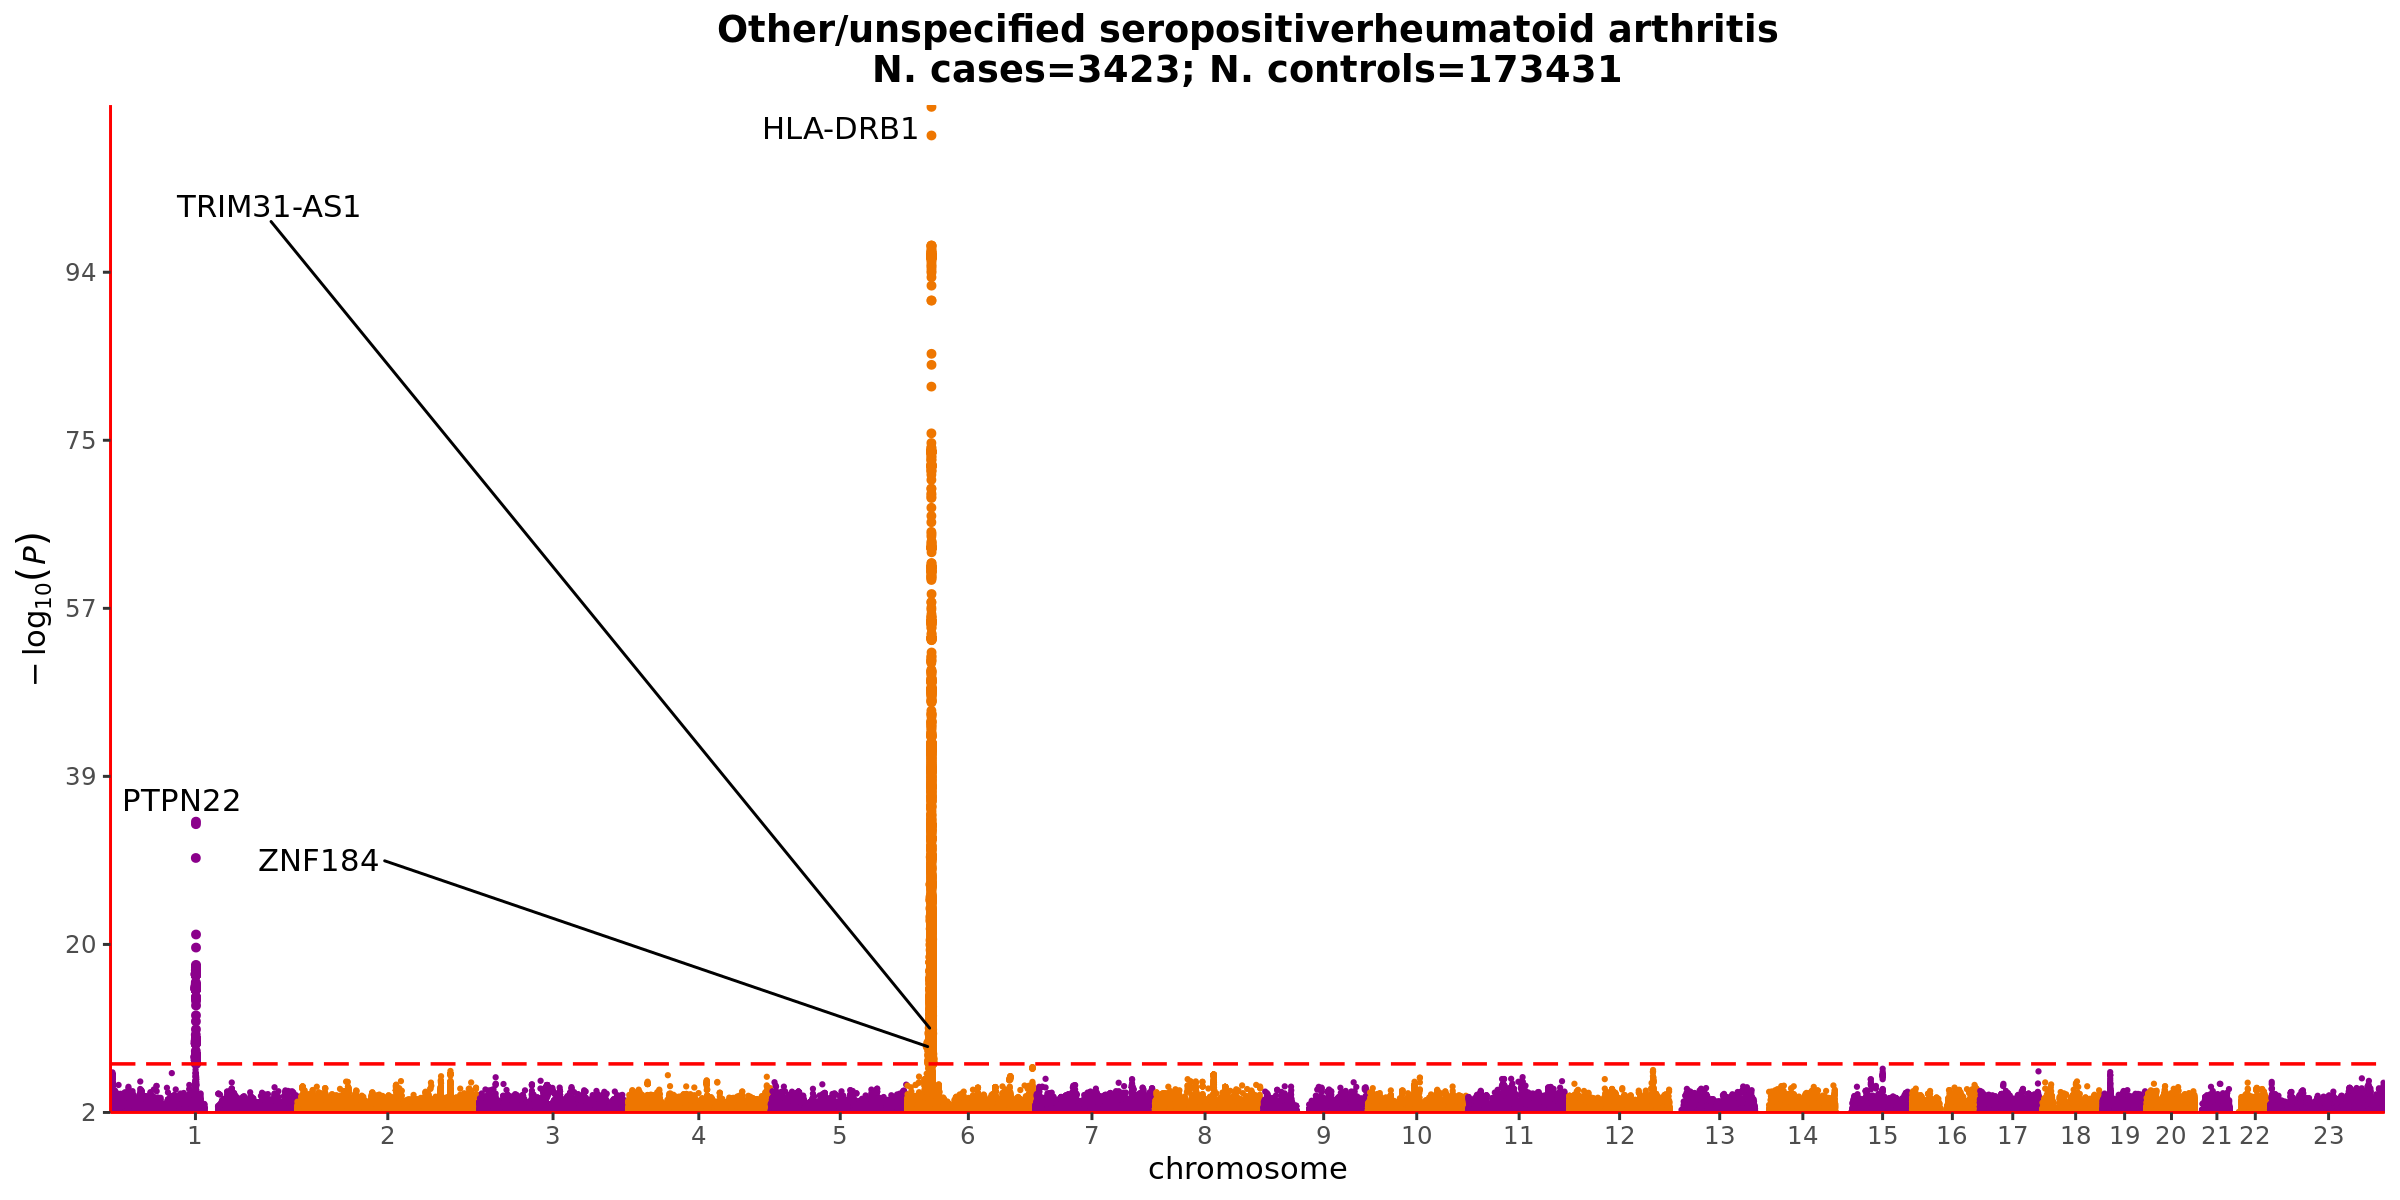 Other/unspecified seropositiverheumatoid arthritis
N. cases=3423; N. controls=173431
HLA-DRB1
TRIM31-AS1
94
75
57
PTPN22
39
ZNF184
20
2
− log10(P)
1 2 3 4 5 6 7 8 9 10 11 12 13 14 15 16 17 18 19 20 21 22 23
chromosome